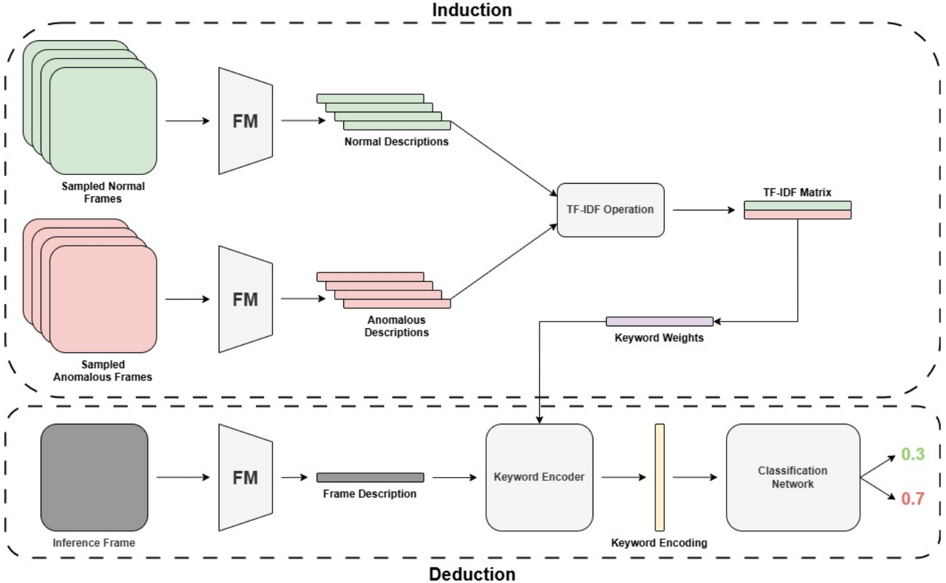 Induction
FM
Normal Descriptions
Sampled Normal
Frames
TF-IDF Operation
TF-IDF Matrix
FM
Anomalous
Descriptions
Sampled
Anomalous Frames
Keyword Weights
FM
Frame Description
Inference Frame
Keyword Encoder
Keyword Encoding
Classification
Network
0.3
0.7
Deduction